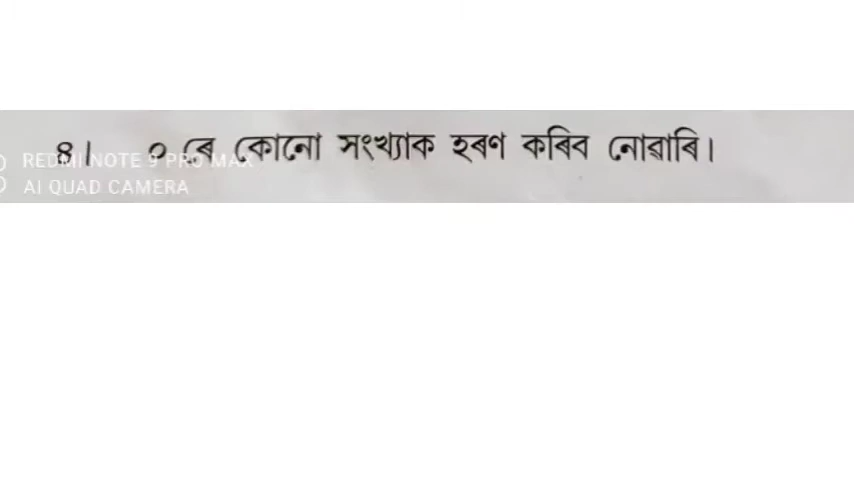 ৪। ০ ৰে কোনো সংখ্যাক হৰণ কৰিব নোৱাৰি।
REDMI NOTE 9 PRO MAX
AI QUAD CAMERA